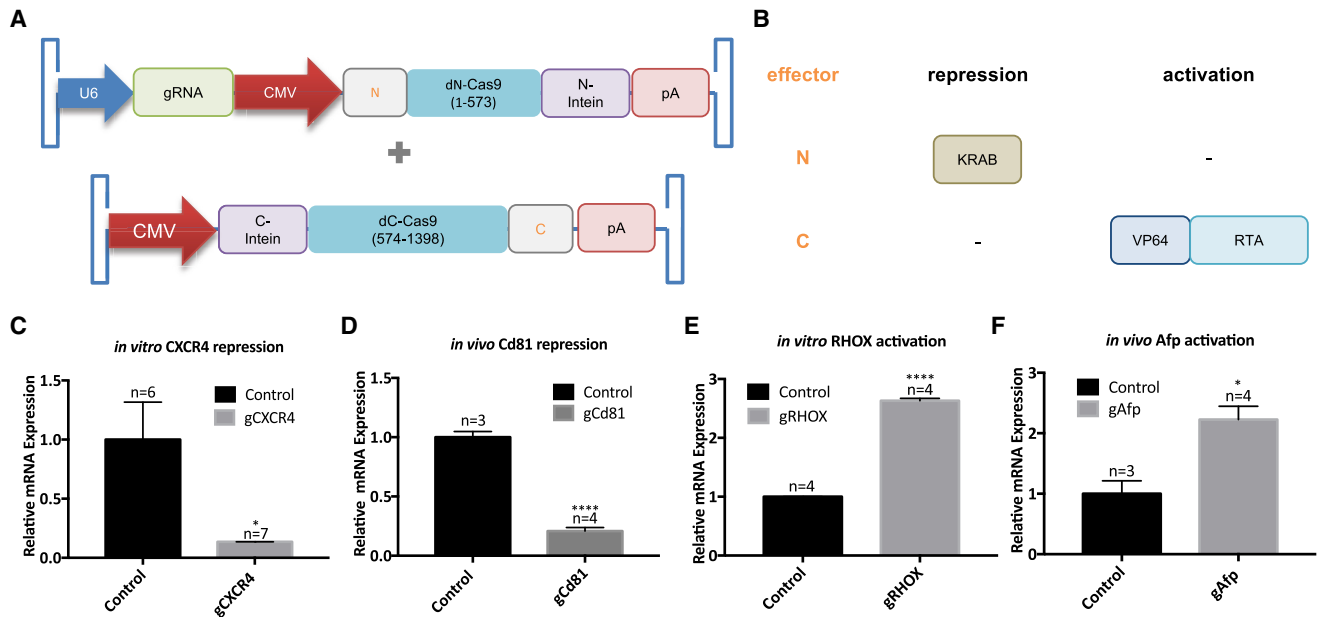 A
U6
gRNA
CMV
N
dN-Cas9
(1-573)
N-
Intein
pA
CMV
C-
Intein
dC-Cas9
(574-1398)
C
pA
B
effector
repression
activation
N
KRAB
-
C
-
VP64
RTA
C
in vitro CXCR4 repression
Relative mRNA Expression
1.5
1.0
0.5
0.0
n=6
*
n=7
Control
gCXCR4
Control
gCXCR4
D
in vivo Cd81 repression
Relative mRNA Expression
1.5
1.0
0.5
0.0
n=3
****
n=4
Control
gCd81
Control
gCd81
E
in vitro RHOX activation
Relative mRNA Expression
3
2
1
0
n=4
****
n=4
Control
gRHOX
Control
gRHOX
F
in vivo Afp activation
Relative mRNA Expression
3
2
1
0
n=3
*
n=4
Control
gAfp
Control
gAfp